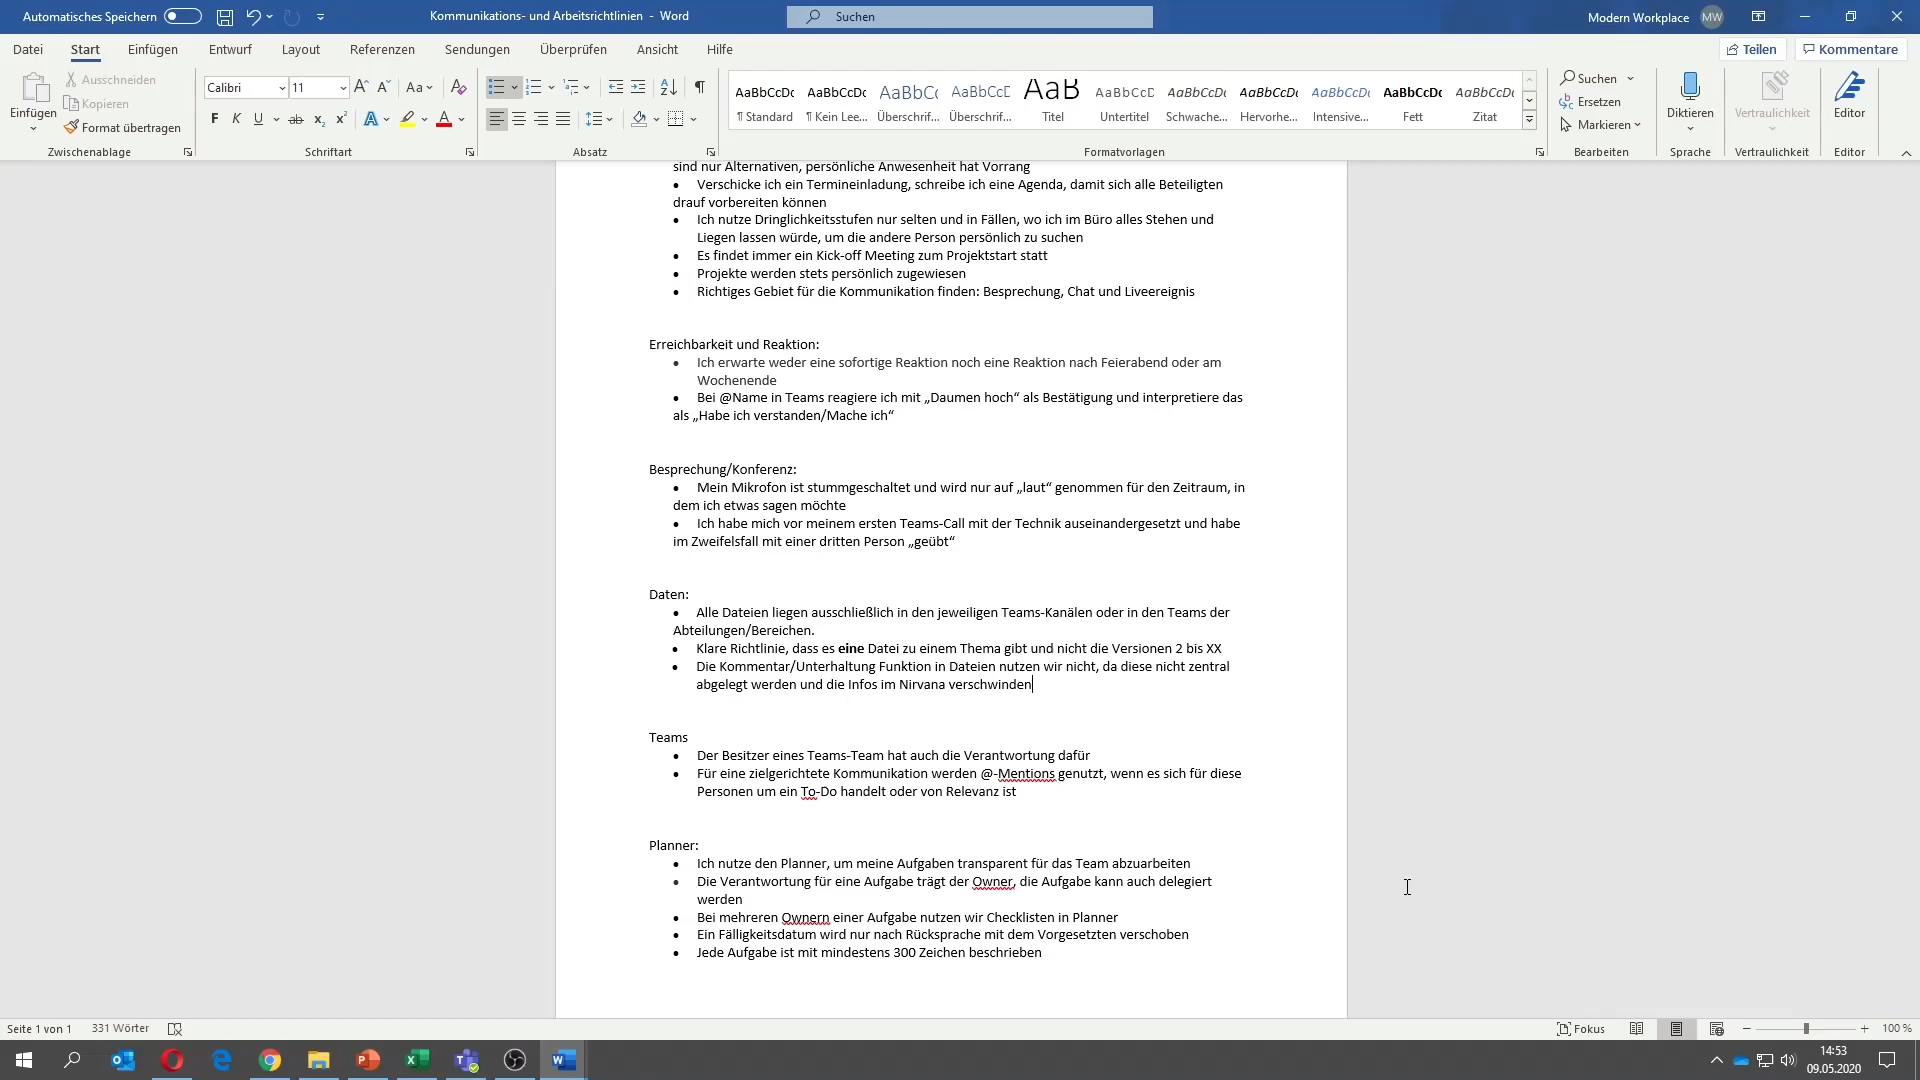 Automatisches Speichern
Kommunikations- und Arbeitsrichtlinien - Word
Suchen
Modern Workplace MW
Datei Start Einfügen Entwurf Layout Referenzen Sendungen Überprüfen Ansicht Hilfe
Teilen Kommentare
Einfügen
Ausschneiden
Kopieren
Format übertragen
Zwischenablage
Calibri 11
F K U ab x₂ x²
Schriftart
Absatz
AaBbCcDc AaBbCcDc AaBbC( AaBbCcD AaB AaBbCcD AaBbCcDc AaBbCcDc AaBbCcDc AaBbCcDc AaBbCcDc
¶ Standard ¶ Kein Lee... Überschrif... Überschrif... Titel Untertitel Schwache... Hervorhe... Intensive... Fett Zitat
Formatvorlagen
Suchen
Ersetzen
Markieren
Bearbeiten
Diktieren
Sprache
Vertraulichkeit
Vertraulichkeit
Editor
Editor
sind nur Alternativen, persönliche Anwesenheit hat Vorrang
• Verschicke ich ein Termineinladung, schreibe ich eine Agenda, damit sich alle Beteiligten
drauf vorbereiten können
• Ich nutze Dringlichkeitsstufen nur selten und in Fällen, wo ich im Büro alles Stehen und
Liegen lassen würde, um die andere Person persönlich zu suchen
• Es findet immer ein Kick-off Meeting zum Projektstart statt
• Projekte werden stets persönlich zugewiesen
• Richtiges Gebiet für die Kommunikation finden: Besprechung, Chat und Liveereignis
Erreichbarkeit und Reaktion:
• Ich erwarte weder eine sofortige Reaktion noch eine Reaktion nach Feierabend oder am
Wochenende
• Bei @Name in Teams reagiere ich mit „Daumen hoch“ als Bestätigung und interpretiere das
als „Habe ich verstanden/Mache ich“
Besprechung/Konferenz:
• Mein Mikrofon ist stummgeschaltet und wird nur auf „laut“ genommen für den Zeitraum, in
dem ich etwas sagen möchte
• Ich habe mich vor meinem ersten Teams-Call mit der Technik auseinandergesetzt und habe
im Zweifelsfall mit einer dritten Person „geübt“
Daten:
• Alle Dateien liegen ausschließlich in den jeweiligen Teams-Kanälen oder in den Teams der
Abteilungen/Bereichen.
• Klare Richtlinie, dass es eine Datei zu einem Thema gibt und nicht die Versionen 2 bis XX
• Die Kommentar/Unterhaltung Funktion in Dateien nutzen wir nicht, da diese nicht zentral
abgelegt werden und die Infos im Nirvana verschwinden
Teams
• Der Besitzer eines Teams-Team hat auch die Verantwortung dafür
• Für eine zielgerichtete Kommunikation werden @-Mentions genutzt, wenn es sich für diese
Personen um ein To-Do handelt oder von Relevanz ist
Planner:
• Ich nutze den Planner, um meine Aufgaben transparent für das Team abzuarbeiten
• Die Verantwortung für eine Aufgabe trägt der Owner, die Aufgabe kann auch delegiert
werden
• Bei mehreren Ownern einer Aufgabe nutzen wir Checklisten in Planner
• Ein Fälligkeitsdatum wird nur nach Rücksprache mit dem Vorgesetzten verschoben
• Jede Aufgabe ist mit mindestens 300 Zeichen beschrieben
Seite 1 von 1 331 Wörter
Fokus
100 %
14:53
09.05.2020